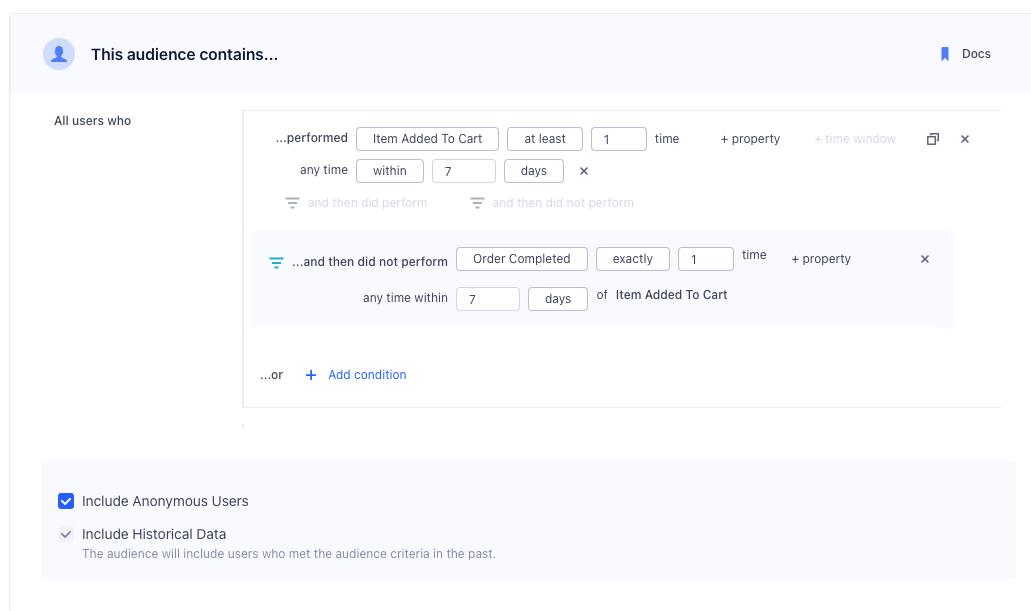 This audience contains...
Docs
All users who
...performed Item Added To Cart at least 1 time + property + time window
any time within 7 days
and then did perform and then did not perform
...and then did not perform Order Completed exactly 1 time + property
any time within 7 days of Item Added To Cart
...or + Add condition
Include Anonymous Users
Include Historical Data
The audience will include users who met the audience criteria in the past.